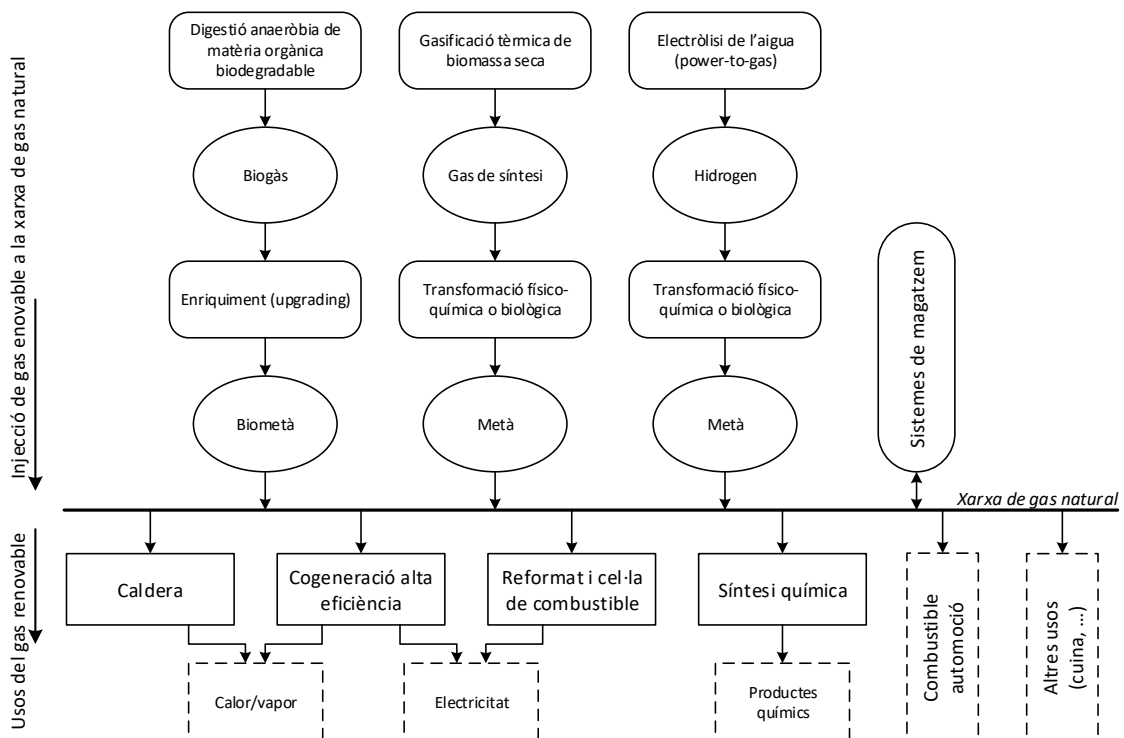 Digestió anaeròbia de
matèria orgànica
biodegradable
Gasificació tèrmica de
biomassa seca
Electròlisi de l’aigua
(power-to-gas)
Biogàs
Gas de síntesi
Hidrogen
Enriquiment (upgrading)
Transformació físico-
química o biològica
Transformació físico-
química o biològica
Biometà
Metà
Metà
Sistemes de magatzem
Injecció de gas enovable a la xarxa de gas natural
Xarxa de gas natural
Usos del gas renovable
Caldera
Cogeneració alta
eficiència
Reformat i cel·la
de combustible
Síntesi química
Combustible
automoció
Altres usos
(cuina, ...)
Calor/vapor
Electricitat
Productes
químics